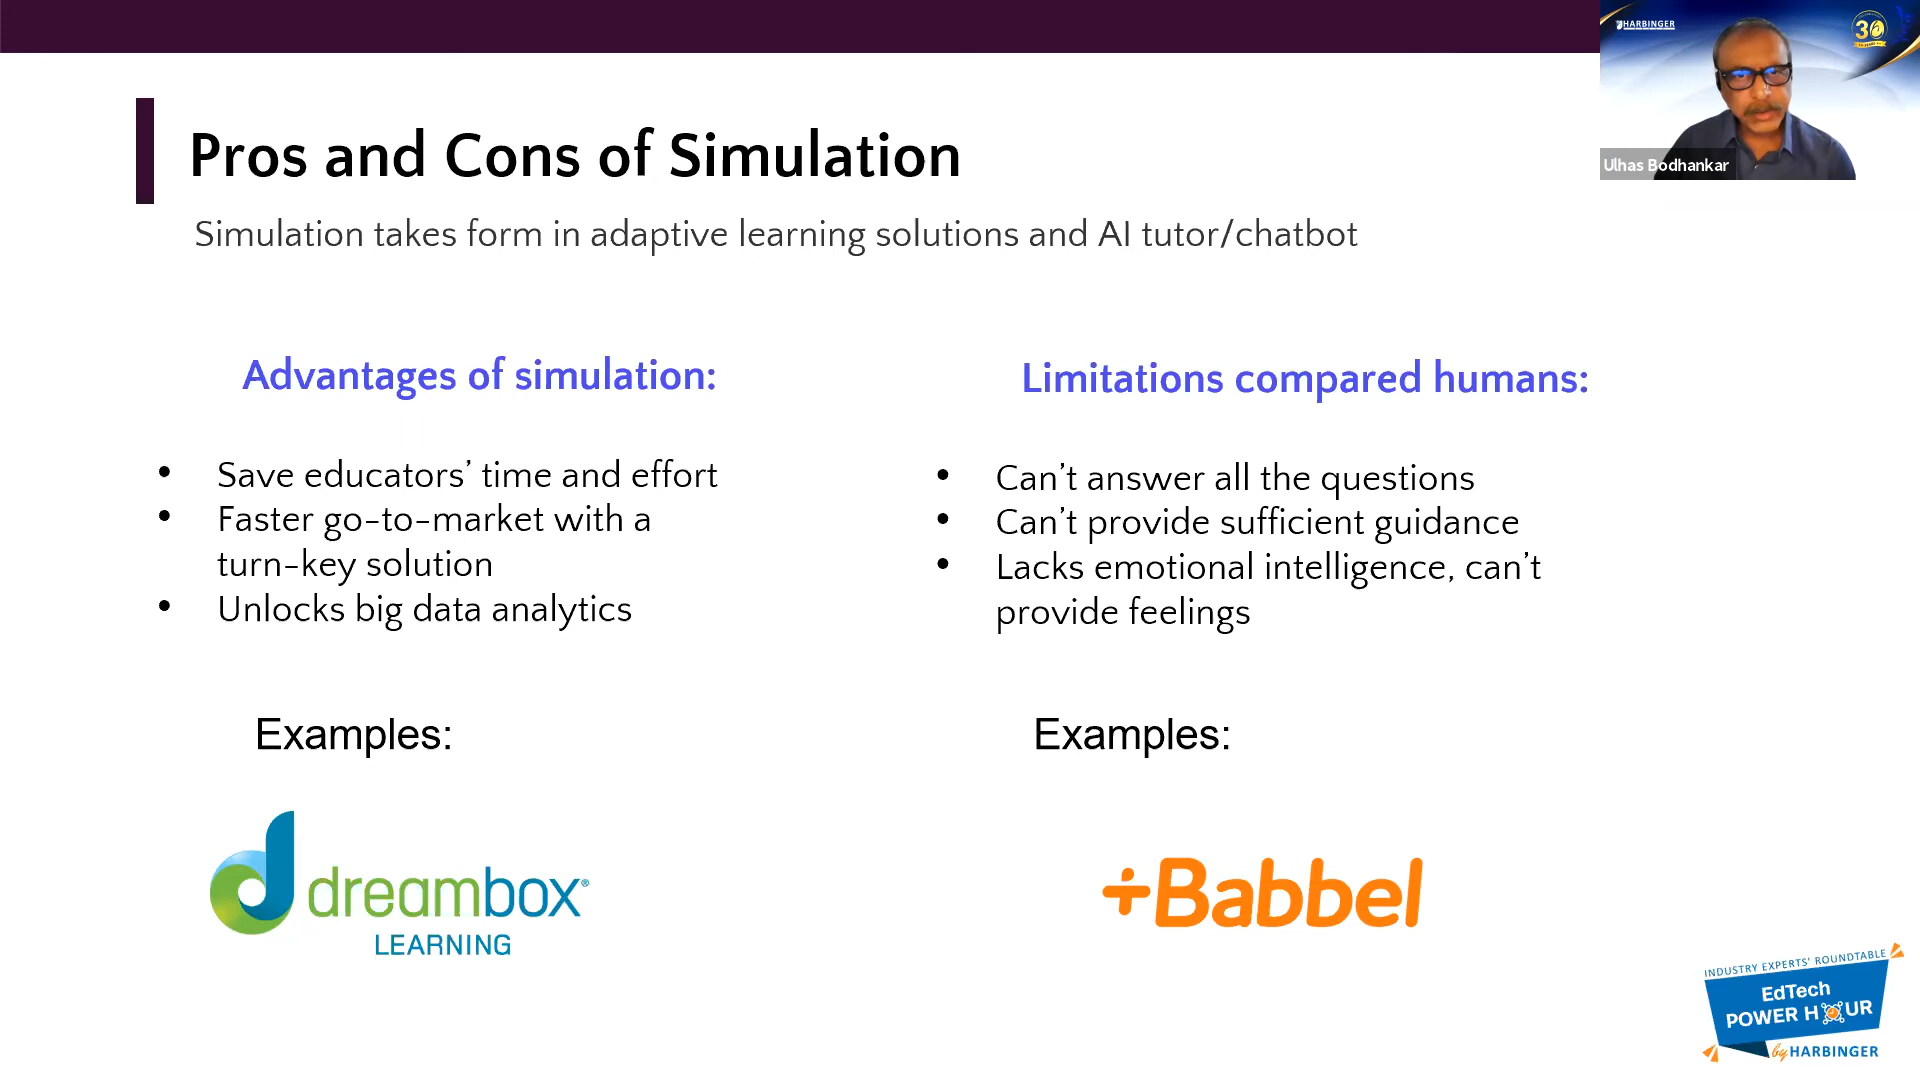 Pros and Cons of Simulation
Simulation takes form in adaptive learning solutions and AI tutor/chatbot
Advantages of simulation:
• Save educators’ time and effort
• Faster go-to-market with a
turn-key solution
• Unlocks big data analytics
Examples:
dreambox®
LEARNING
Limitations compared humans:
• Can’t answer all the questions
• Can’t provide sufficient guidance
• Lacks emotional intelligence, can’t
provide feelings
Examples:
+Babbel
HARBINGER
30
Ulhas Bodhankar
INDUSTRY EXPERTS' ROUNDTABLE
EdTech
POWER HOUR
by HARBINGER